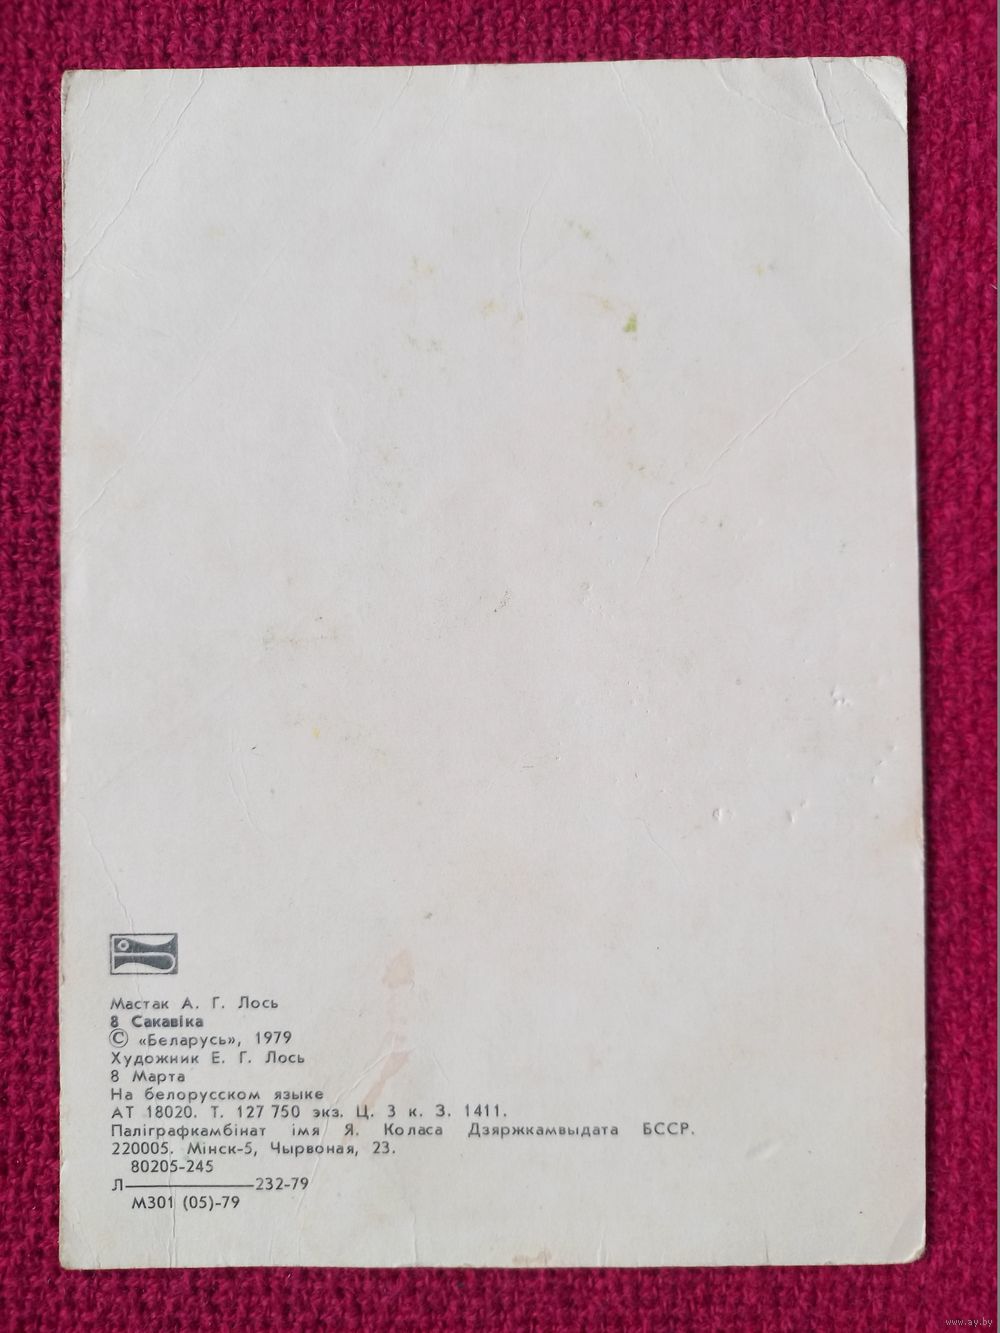 Мастак А. Г. Лось
8 Сакавіка
© «Беларусь», 1979
Художник Е. Г. Лось
8 Марта
На белорусском языке
АТ 18020. Т. 127 750 экз. Ц. 3 к. З. 1411.
Паліграфкамбінат імя Я. Коласа Дзяржкамвыдата БССР.
220005. Мінск-5, Чырвоная, 23.
80205-245
Л————232-79
М301 (05)-79
www.ay.by